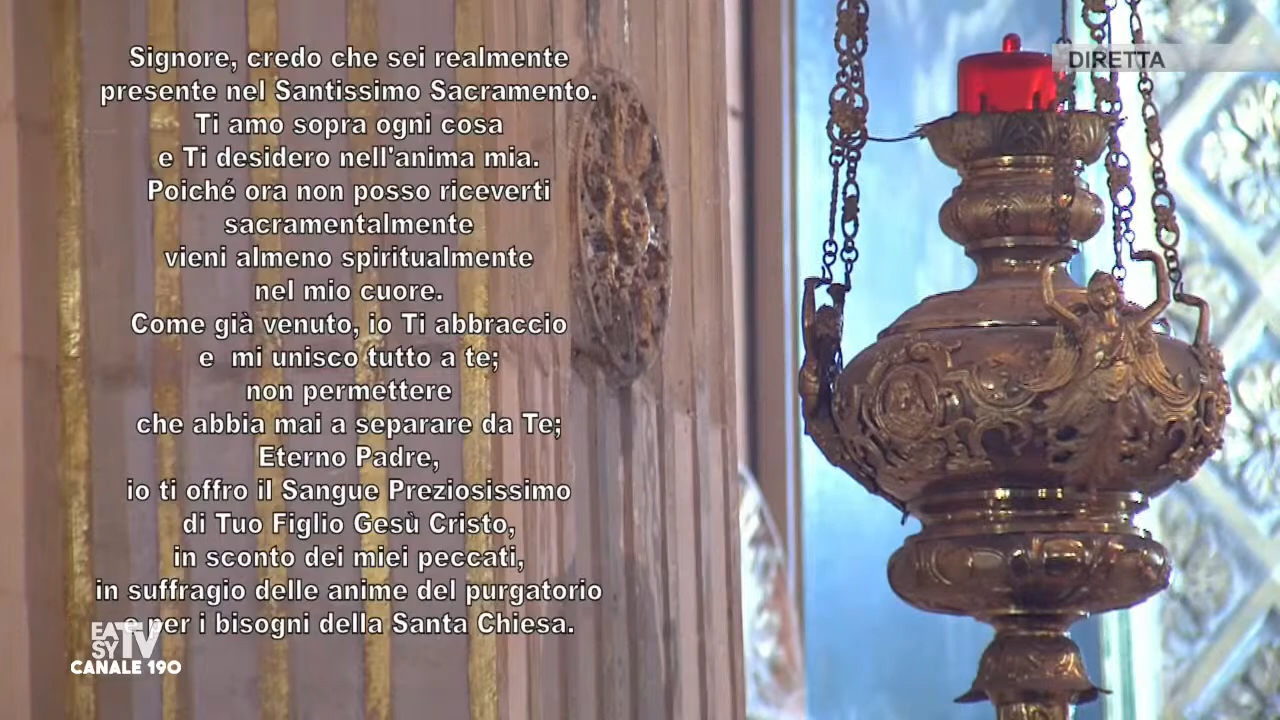 Signore, credo che sei realmente
presente nel Santissimo Sacramento.
Ti amo sopra ogni cosa
e Ti desidero nell'anima mia.
Poiché ora non posso riceverti
sacramentalmente
vieni almeno spiritualmente
nel mio cuore.
Come già venuto, io Ti abbraccio
e mi unisco tutto a te;
non permettere
che abbia mai a separare da Te;
Eterno Padre,
io ti offro il Sangue Preziosissimo
di Tuo Figlio Gesù Cristo,
in sconto dei miei peccati,
in suffragio delle anime del purgatorio
e per i bisogni della Santa Chiesa.
DIRETTA
EASY TV
CANALE 190